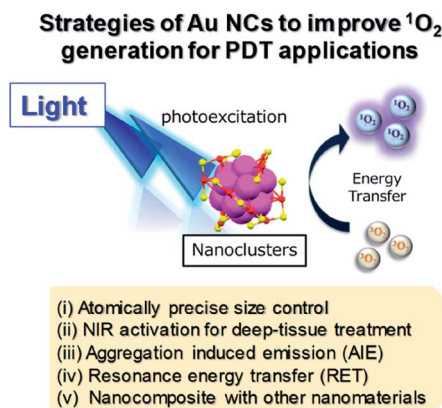 Strategies of Au NCs to improve ¹O₂
generation for PDT applications
Light
photoexcitation
¹O₂
¹O₂
¹O₂
Energy
Transfer
Nanoclusters
³O₂
³O₂
³O₂
(i) Atomically precise size control
(ii) NIR activation for deep-tissue treatment
(iii) Aggregation induced emission (AIE)
(iv) Resonance energy transfer (RET)
(v) Nanocomposite with other nanomaterials